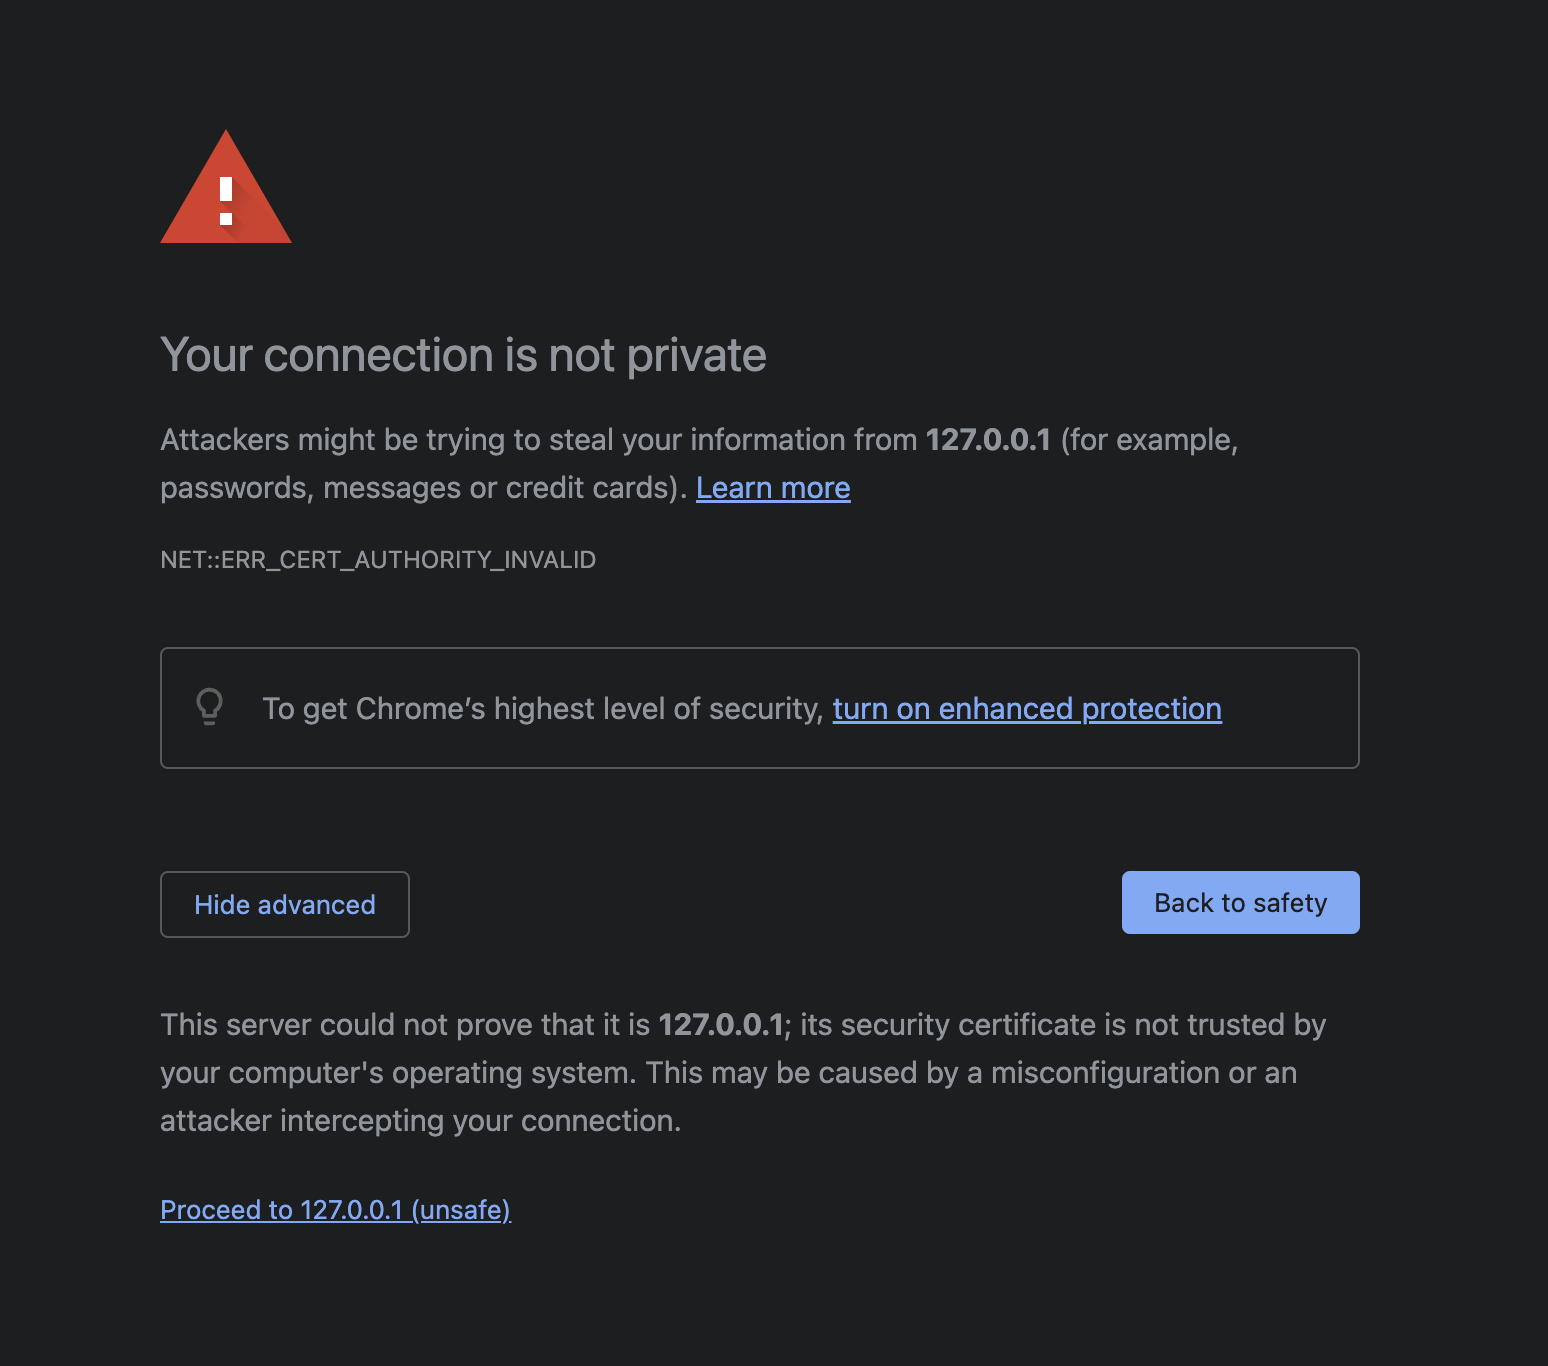 Your connection is not private
Attackers might be trying to steal your information from 127.0.0.1 (for example,
passwords, messages or credit cards). Learn more
NET::ERR_CERT_AUTHORITY_INVALID
To get Chrome’s highest level of security, turn on enhanced protection
Hide advanced
Back to safety
This server could not prove that it is 127.0.0.1; its security certificate is not trusted by
your computer's operating system. This may be caused by a misconfiguration or an
attacker intercepting your connection.
Proceed to 127.0.0.1 (unsafe)